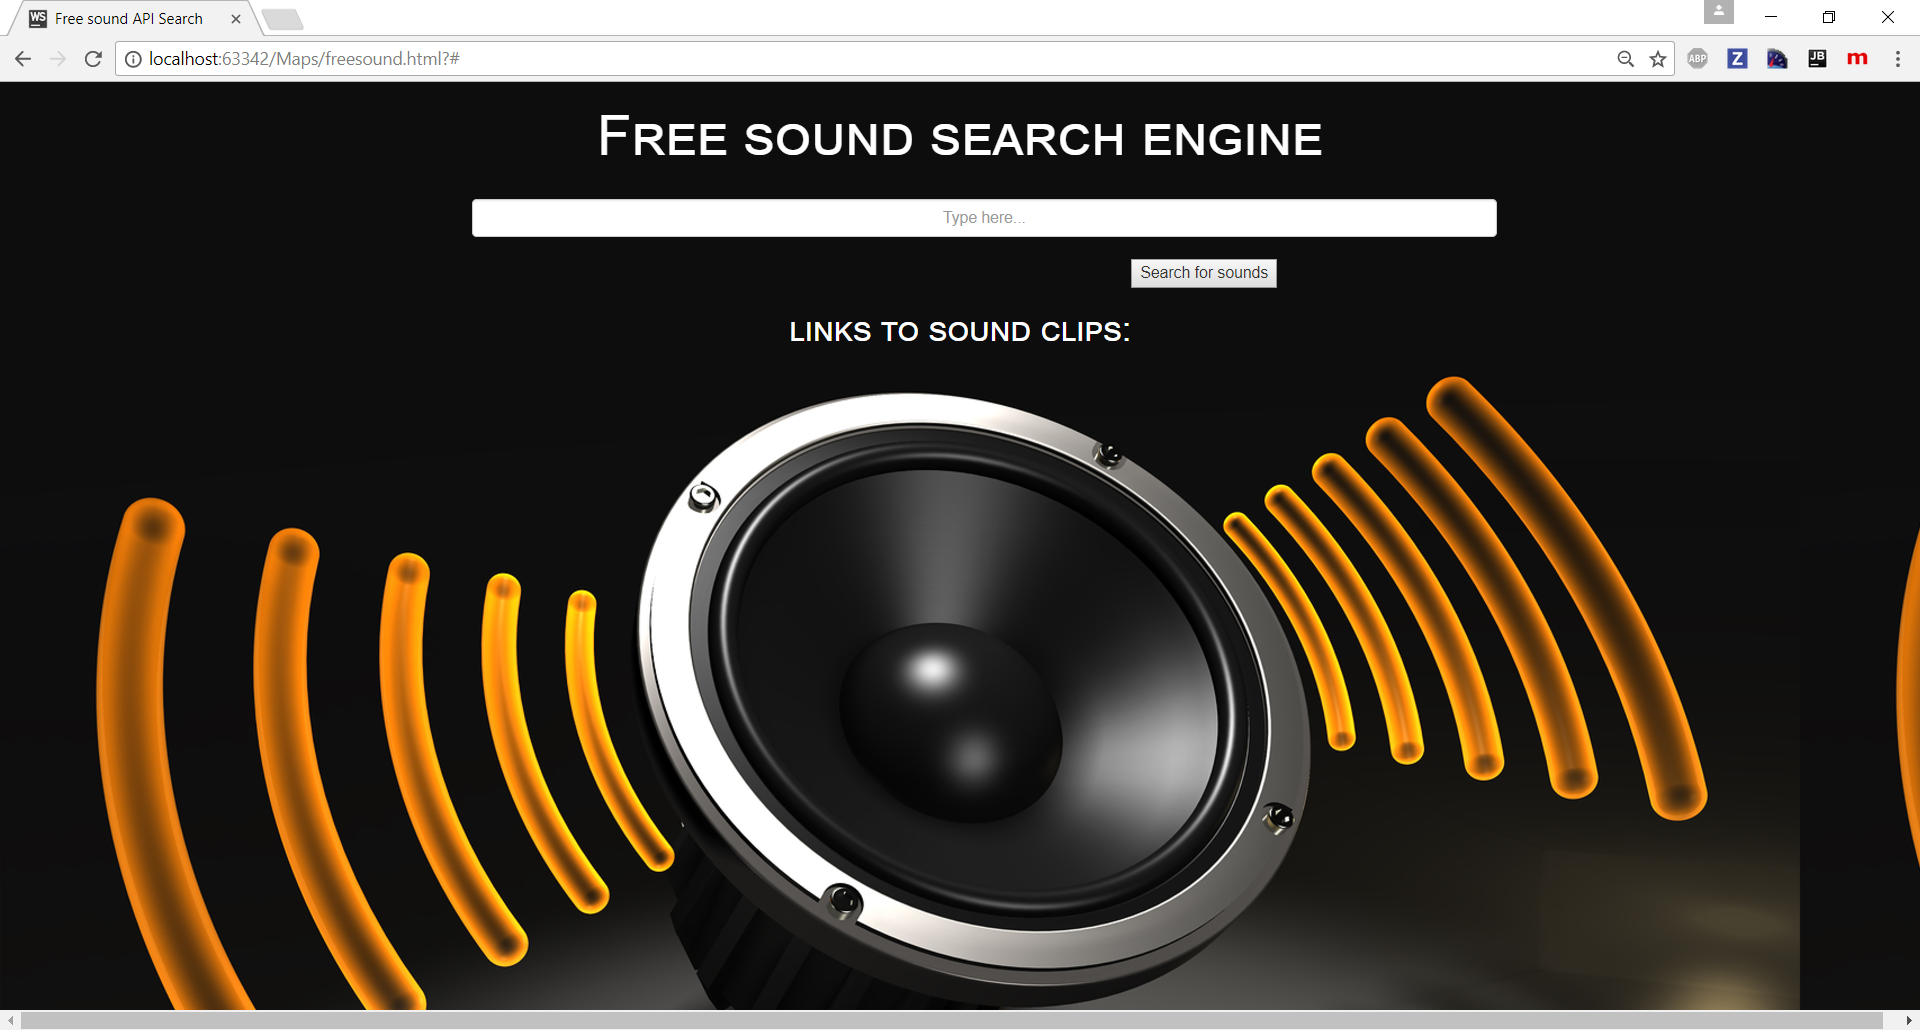 WS Free sound API Search
localhost:63342/Maps/freesound.html?#
ABP Z JB m
Free sound search engine
Type here...
Search for sounds
links to sound clips: